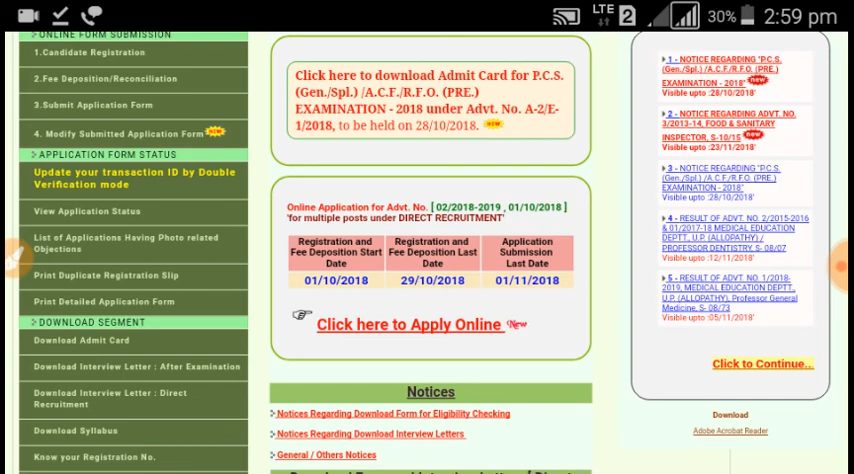 LTE 2 30% 2:59 pm
ONLINE FORM SUBMISSION
1.Candidate Registration
2.Fee Deposition/Reconciliation
3.Submit Application Form
4. Modify Submitted Application Form new
APPLICATION FORM STATUS
Update your transaction ID by Double
Verification mode
View Application Status
List of Applications Having Photo related
Objections
Print Duplicate Registration Slip
Print Detailed Application Form
DOWNLOAD SEGMENT
Download Admit Card
Download Interview Letter : After Examination
Download Interview Letter : Direct
Recruitment
Download Syllabus
Know your Registration No.
Click here to download Admit Card for P.C.S.
(Gen./Spl.) /A.C.F./R.F.O. (PRE.)
EXAMINATION - 2018 under Advt. No. A-2/E-
1/2018, to be held on 28/10/2018. new
Online Application for Advt. No. [ 02/2018-2019 , 01/10/2018 ]
'for multiple posts under DIRECT RECRUITMENT'
Registration and
Fee Deposition Start
Date
Registration and
Fee Deposition Last
Date
Application
Submission
Last Date
01/10/2018 29/10/2018 01/11/2018
Click here to Apply Online New
Notices
Notices Regarding Download Form for Eligibility Checking
Notices Regarding Download Interview Letters
General / Others Notices
1 - NOTICE REGARDING "P.C.S.
(Gen./Spl.) /A.C.F./R.F.O. (PRE.)
EXAMINATION - 2018" new
Visible upto :28/10/2018'
2 - NOTICE REGARDING ADVT. NO.
3/2013-14, FOOD & SANITARY
INSPECTOR, S-10/15 new
Visible upto :23/11/2018'
3 - NOTICE REGARDING "P.C.S.
(Gen./Spl.) /A.C.F./R.F.O. (PRE.)
EXAMINATION - 2018"
Visible upto :28/10/2018'
4 - RESULT OF ADVT. NO. 2/2015-2016
& 01/2017-18 MEDICAL EDUCATION
DEPTT., U.P. (ALLOPATHY) /
PROFESSOR DENTISTRY, S- 08/07
Visible upto :12/11/2018'
5 - RESULT OF ADVT. NO. 1/2018-
2019, MEDICAL EDUCATION DEPTT.,
U.P. (ALLOPATHY), Professor General
Medicine, S- 08/73
Visible upto :05/11/2018'
Click to Continue...
Download
Adobe Acrobat Reader